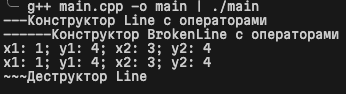 ╰─ g++ main.cpp -o main | ./main
---Конструктор Line с операторами
------Конструктор BrokenLine с операторами
x1: 1; y1: 4; x2: 3; y2: 4
x1: 1; y1: 4; x2: 3; y2: 4
~~~Деструктор Line